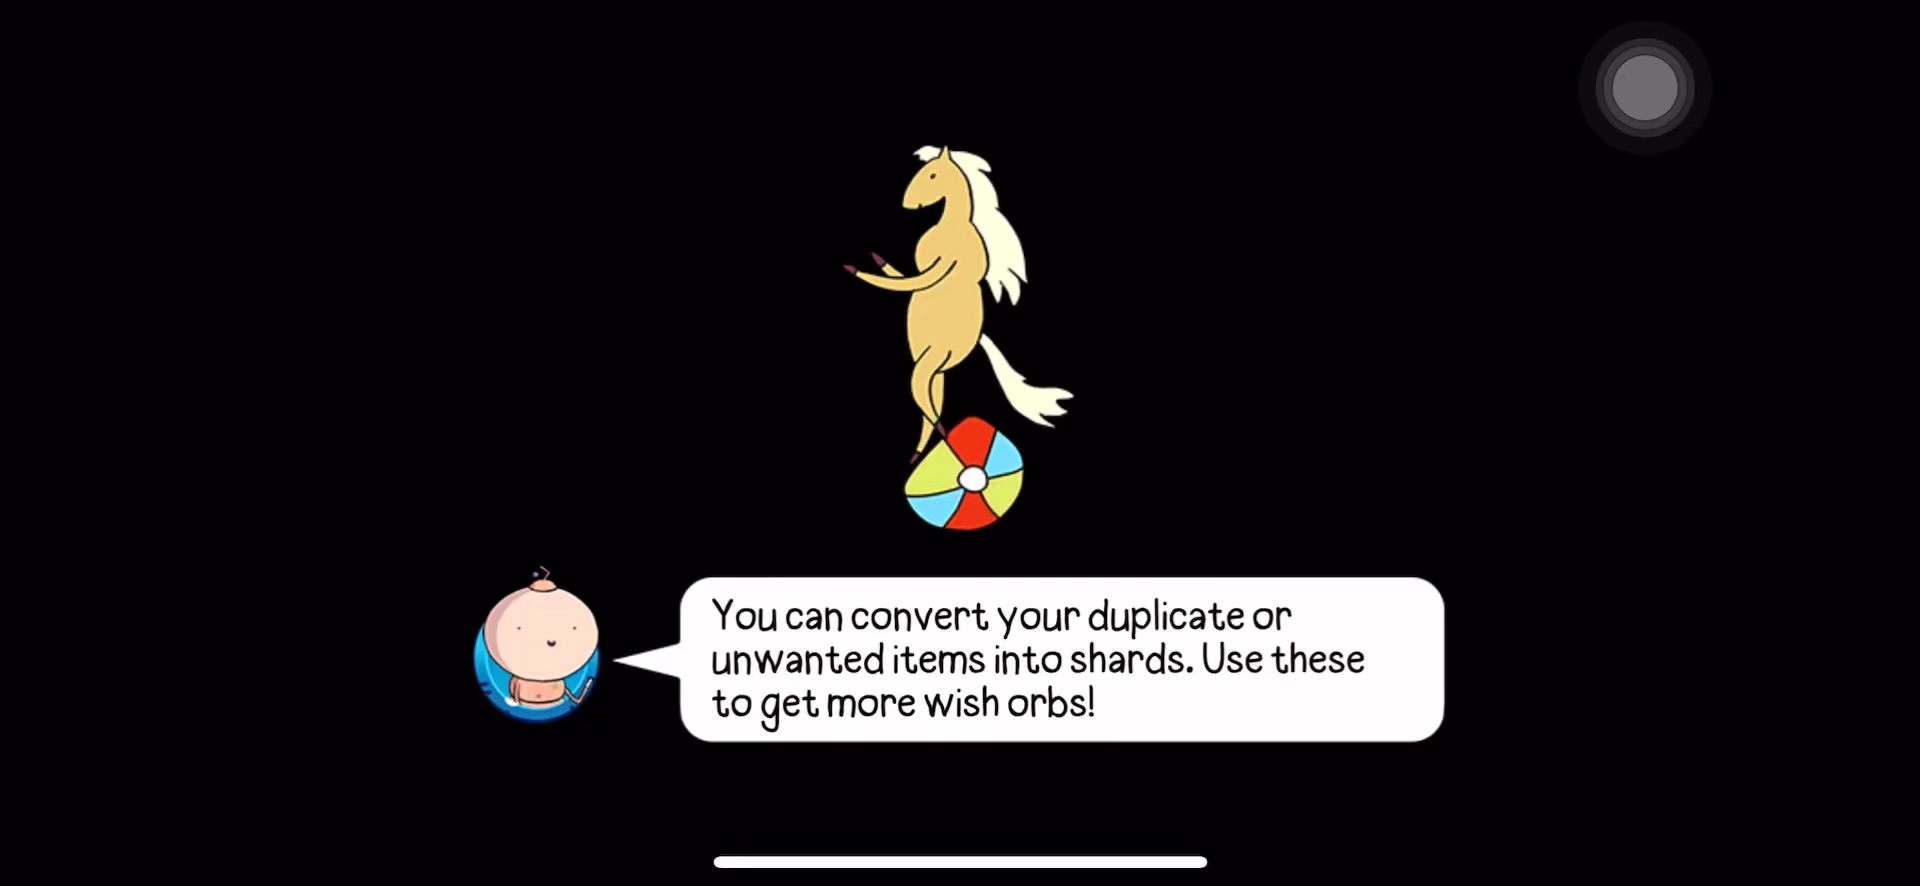 You can convert your duplicate or
unwanted items into shards. Use these
to get more wish orbs!